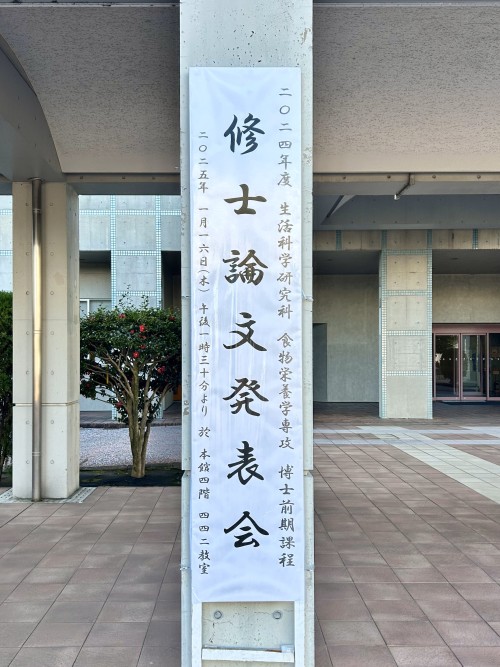 二〇二四年度 生活科学研究科 食物栄養学専攻 博士前期課程
修士論文発表会
二〇二五年 一月一六日(木) 午後一時三十分より 於 本館四階 四四二教室